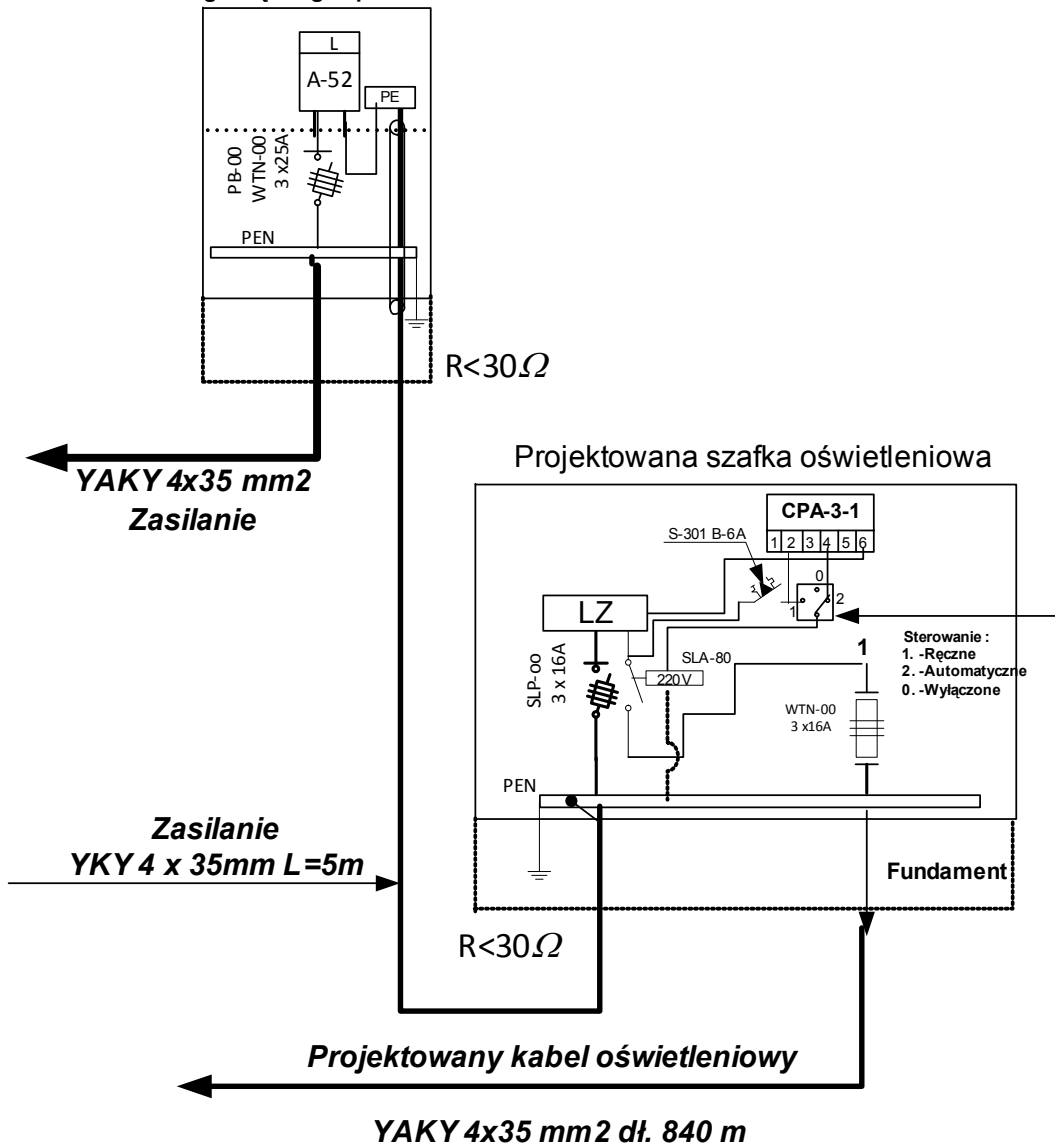 L
A-52
PE
PB-00
WTN-00
3 x25A
PEN
R<30Ω
YAKY 4x35 mm2
Zasilanie
Projektowana szafka oświetleniowa
CPA-3-1
1 2 3 4 5 6
S-301 B-6A
0
1
2
LZ
SLP-oo
3 x 16A
SLA-80
220V
1
Sterowanie :
1. -Ręczne
2. -Automatyczne
0. -Wyłączone
WTN-00
3 x16A
PEN
Zasilanie
YKY 4 x 35mm L=5m
Fundament
R<30Ω
Projektowany kabel oświetleniowy
YAKY 4x35 mm2 dł. 840 m